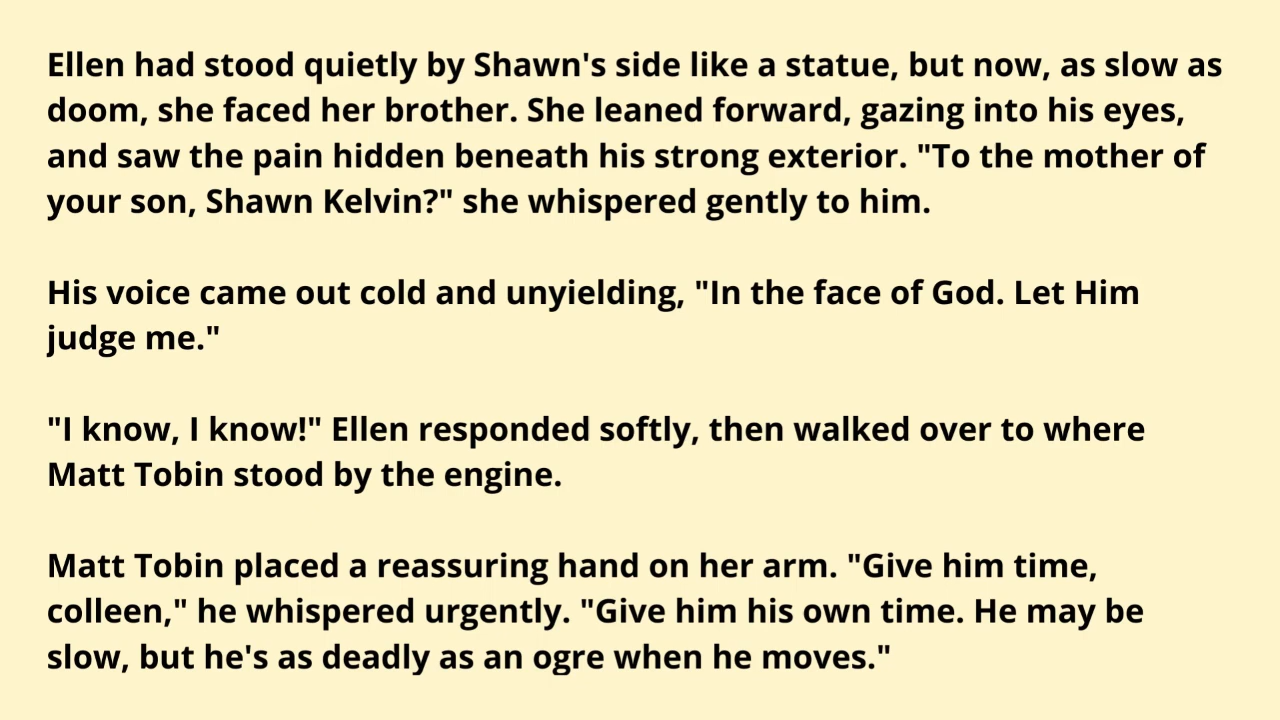 Ellen had stood quietly by Shawn's side like a statue, but now, as slow as
doom, she faced her brother. She leaned forward, gazing into his eyes,
and saw the pain hidden beneath his strong exterior. "To the mother of
your son, Shawn Kelvin?" she whispered gently to him.
His voice came out cold and unyielding, "In the face of God. Let Him
judge me."
"I know, I know!" Ellen responded softly, then walked over to where
Matt Tobin stood by the engine.
Matt Tobin placed a reassuring hand on her arm. "Give him time,
colleen," he whispered urgently. "Give him his own time. He may be
slow, but he's as deadly as an ogre when he moves."